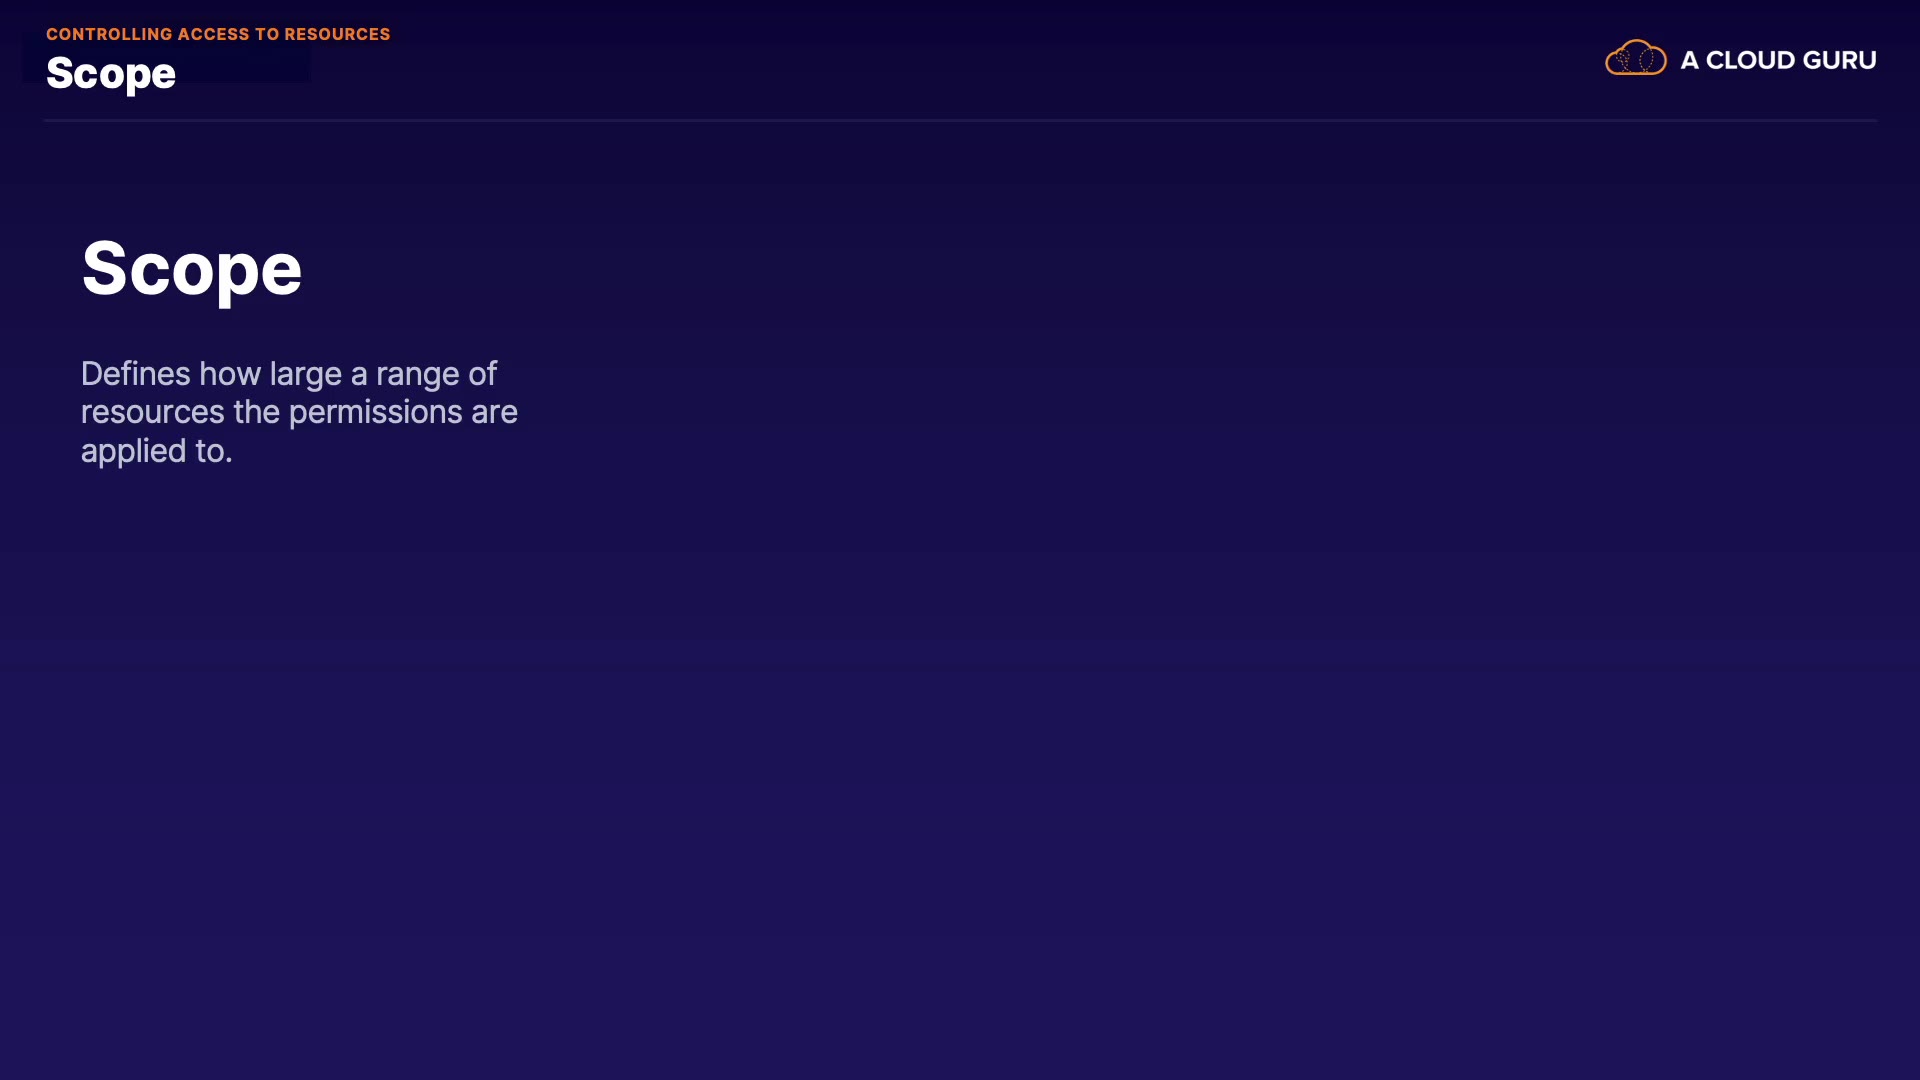 CONTROLLING ACCESS TO RESOURCES
Scope
A CLOUD GURU
Scope
Defines how large a range of
resources the permissions are
applied to.